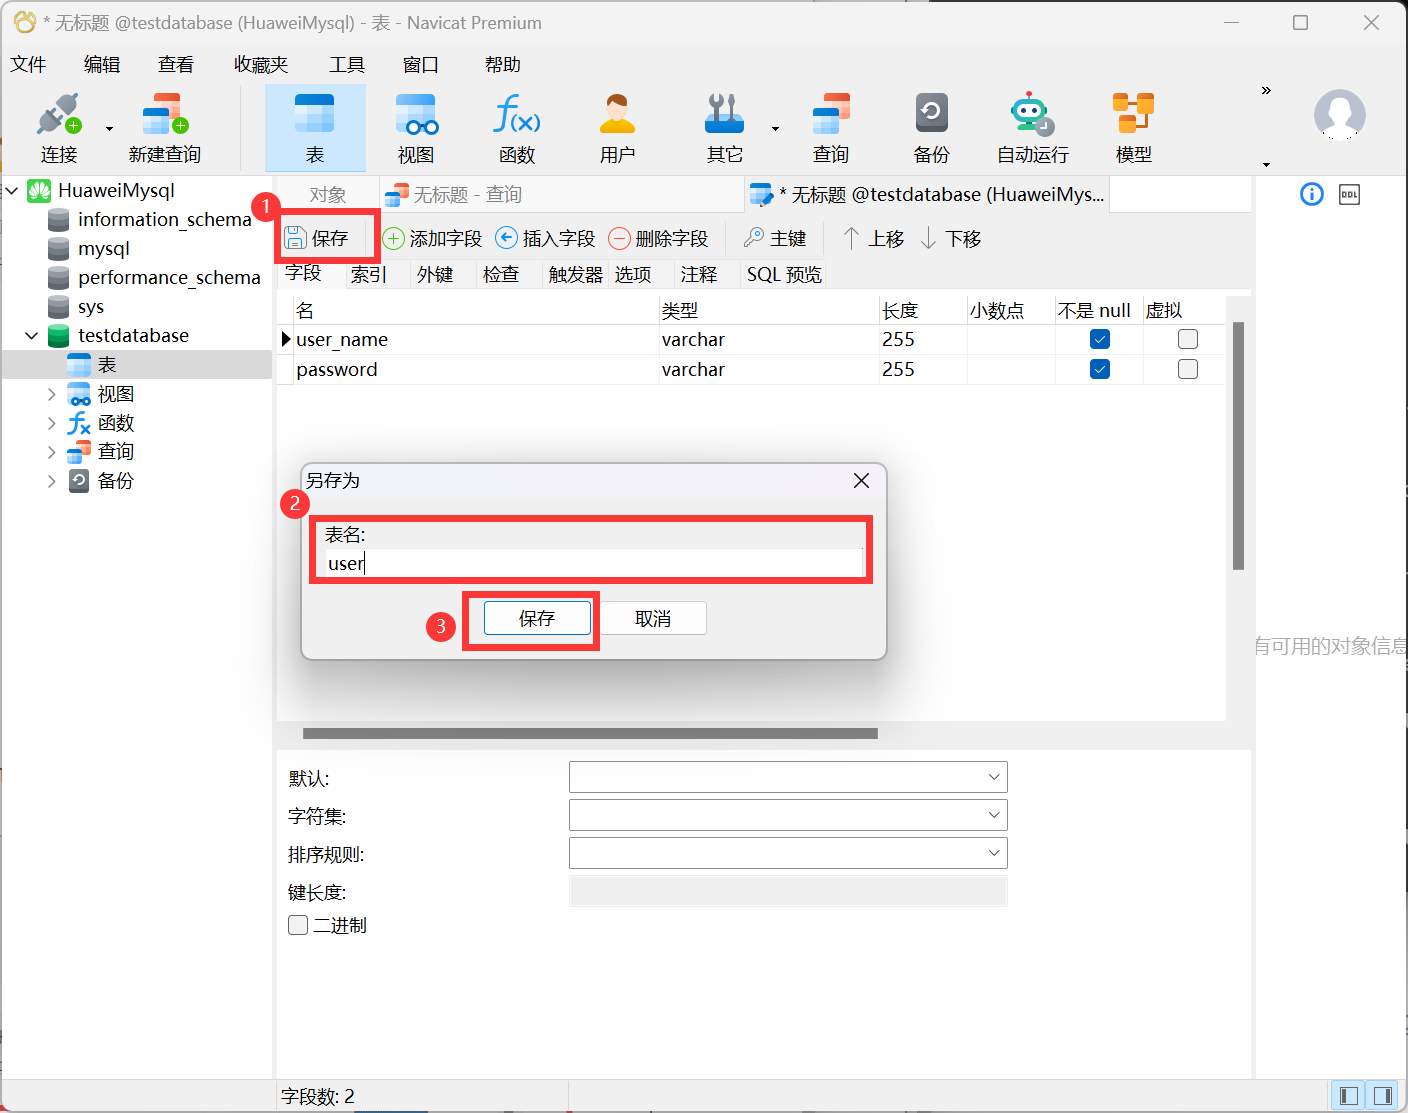 * 无标题 @testdatabase (HuaweiMysql) - 表 - Navicat Premium
文件 编辑 查看 收藏夹 工具 窗口 帮助
连接 新建查询 表 视图 函数 用户 其它 查询 备份 自动运行 模型
HuaweiMysql
information_schema
mysql
performance_schema
sys
testdatabase
表
视图
函数
查询
备份
对象 无标题 - 查询 * 无标题 @testdatabase (HuaweiMys...
DDL
1
保存 添加字段 插入字段 删除字段 主键 上移 下移
字段 索引 外键 检查 触发器 选项 注释 SQL 预览
名 类型 长度 小数点 不是 null 虚拟
user_name varchar 255
password varchar 255
另存为
2
表名:
user
3
保存 取消
有可用的对象信息
默认:
字符集:
排序规则:
键长度:
二进制
字段数: 2